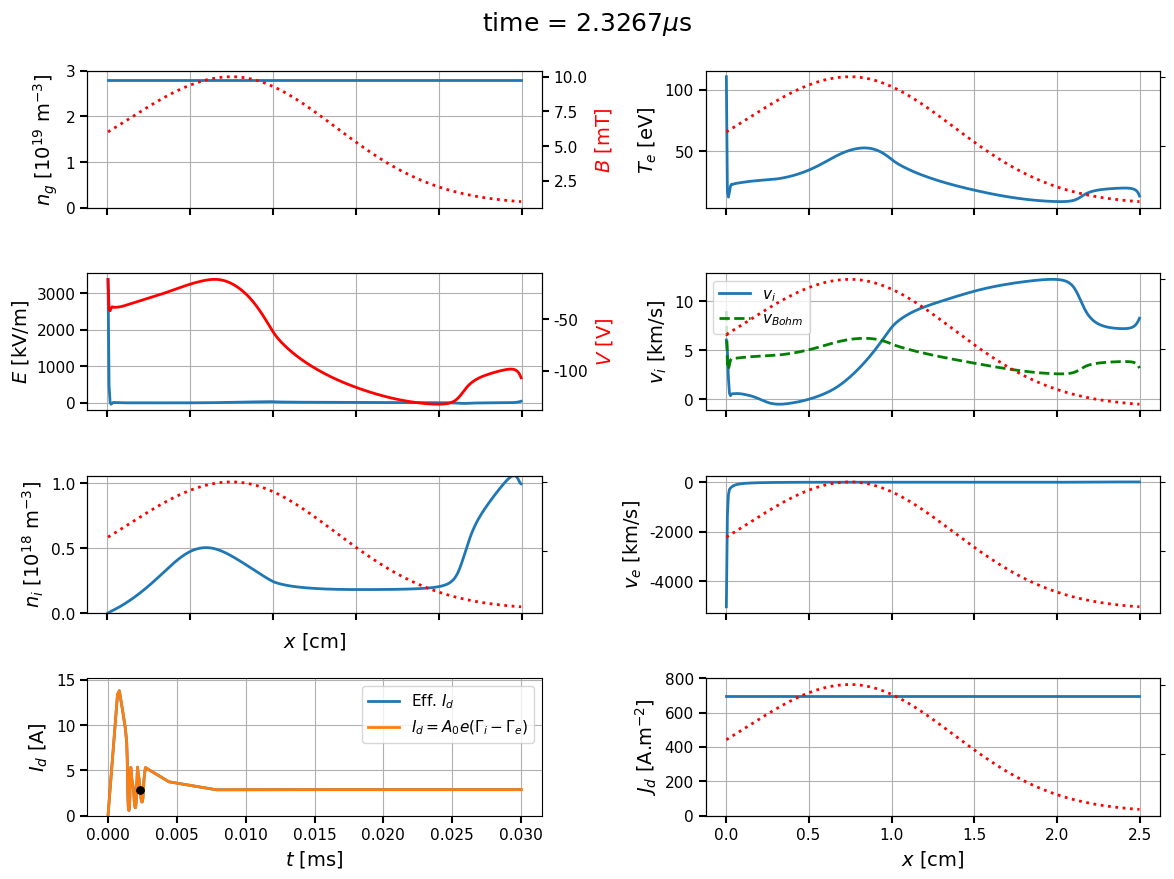 time = 2.3267μs
3
2
1
0
n_g [10^19 m^−3]
10.0
7.5
5.0
2.5
B [mT]
100
50
T_e [eV]
3000
2000
1000
0
E [kV/m]
-50
-100
V [V]
10
5
0
v_i [km/s]
v_i
v_Bohm
1.0
0.5
0.0
n_i [10^18 m^−3]
x [cm]
0
-2000
-4000
v_e [km/s]
15
10
5
0
I_d [A]
Eff. I_d
I_d = A_0e(Γ_i − Γ_e)
0.000 0.005 0.010 0.015 0.020 0.025 0.030
t [ms]
800
600
400
200
0
J_d [A.m^−2]
0.0 0.5 1.0 1.5 2.0 2.5
x [cm]